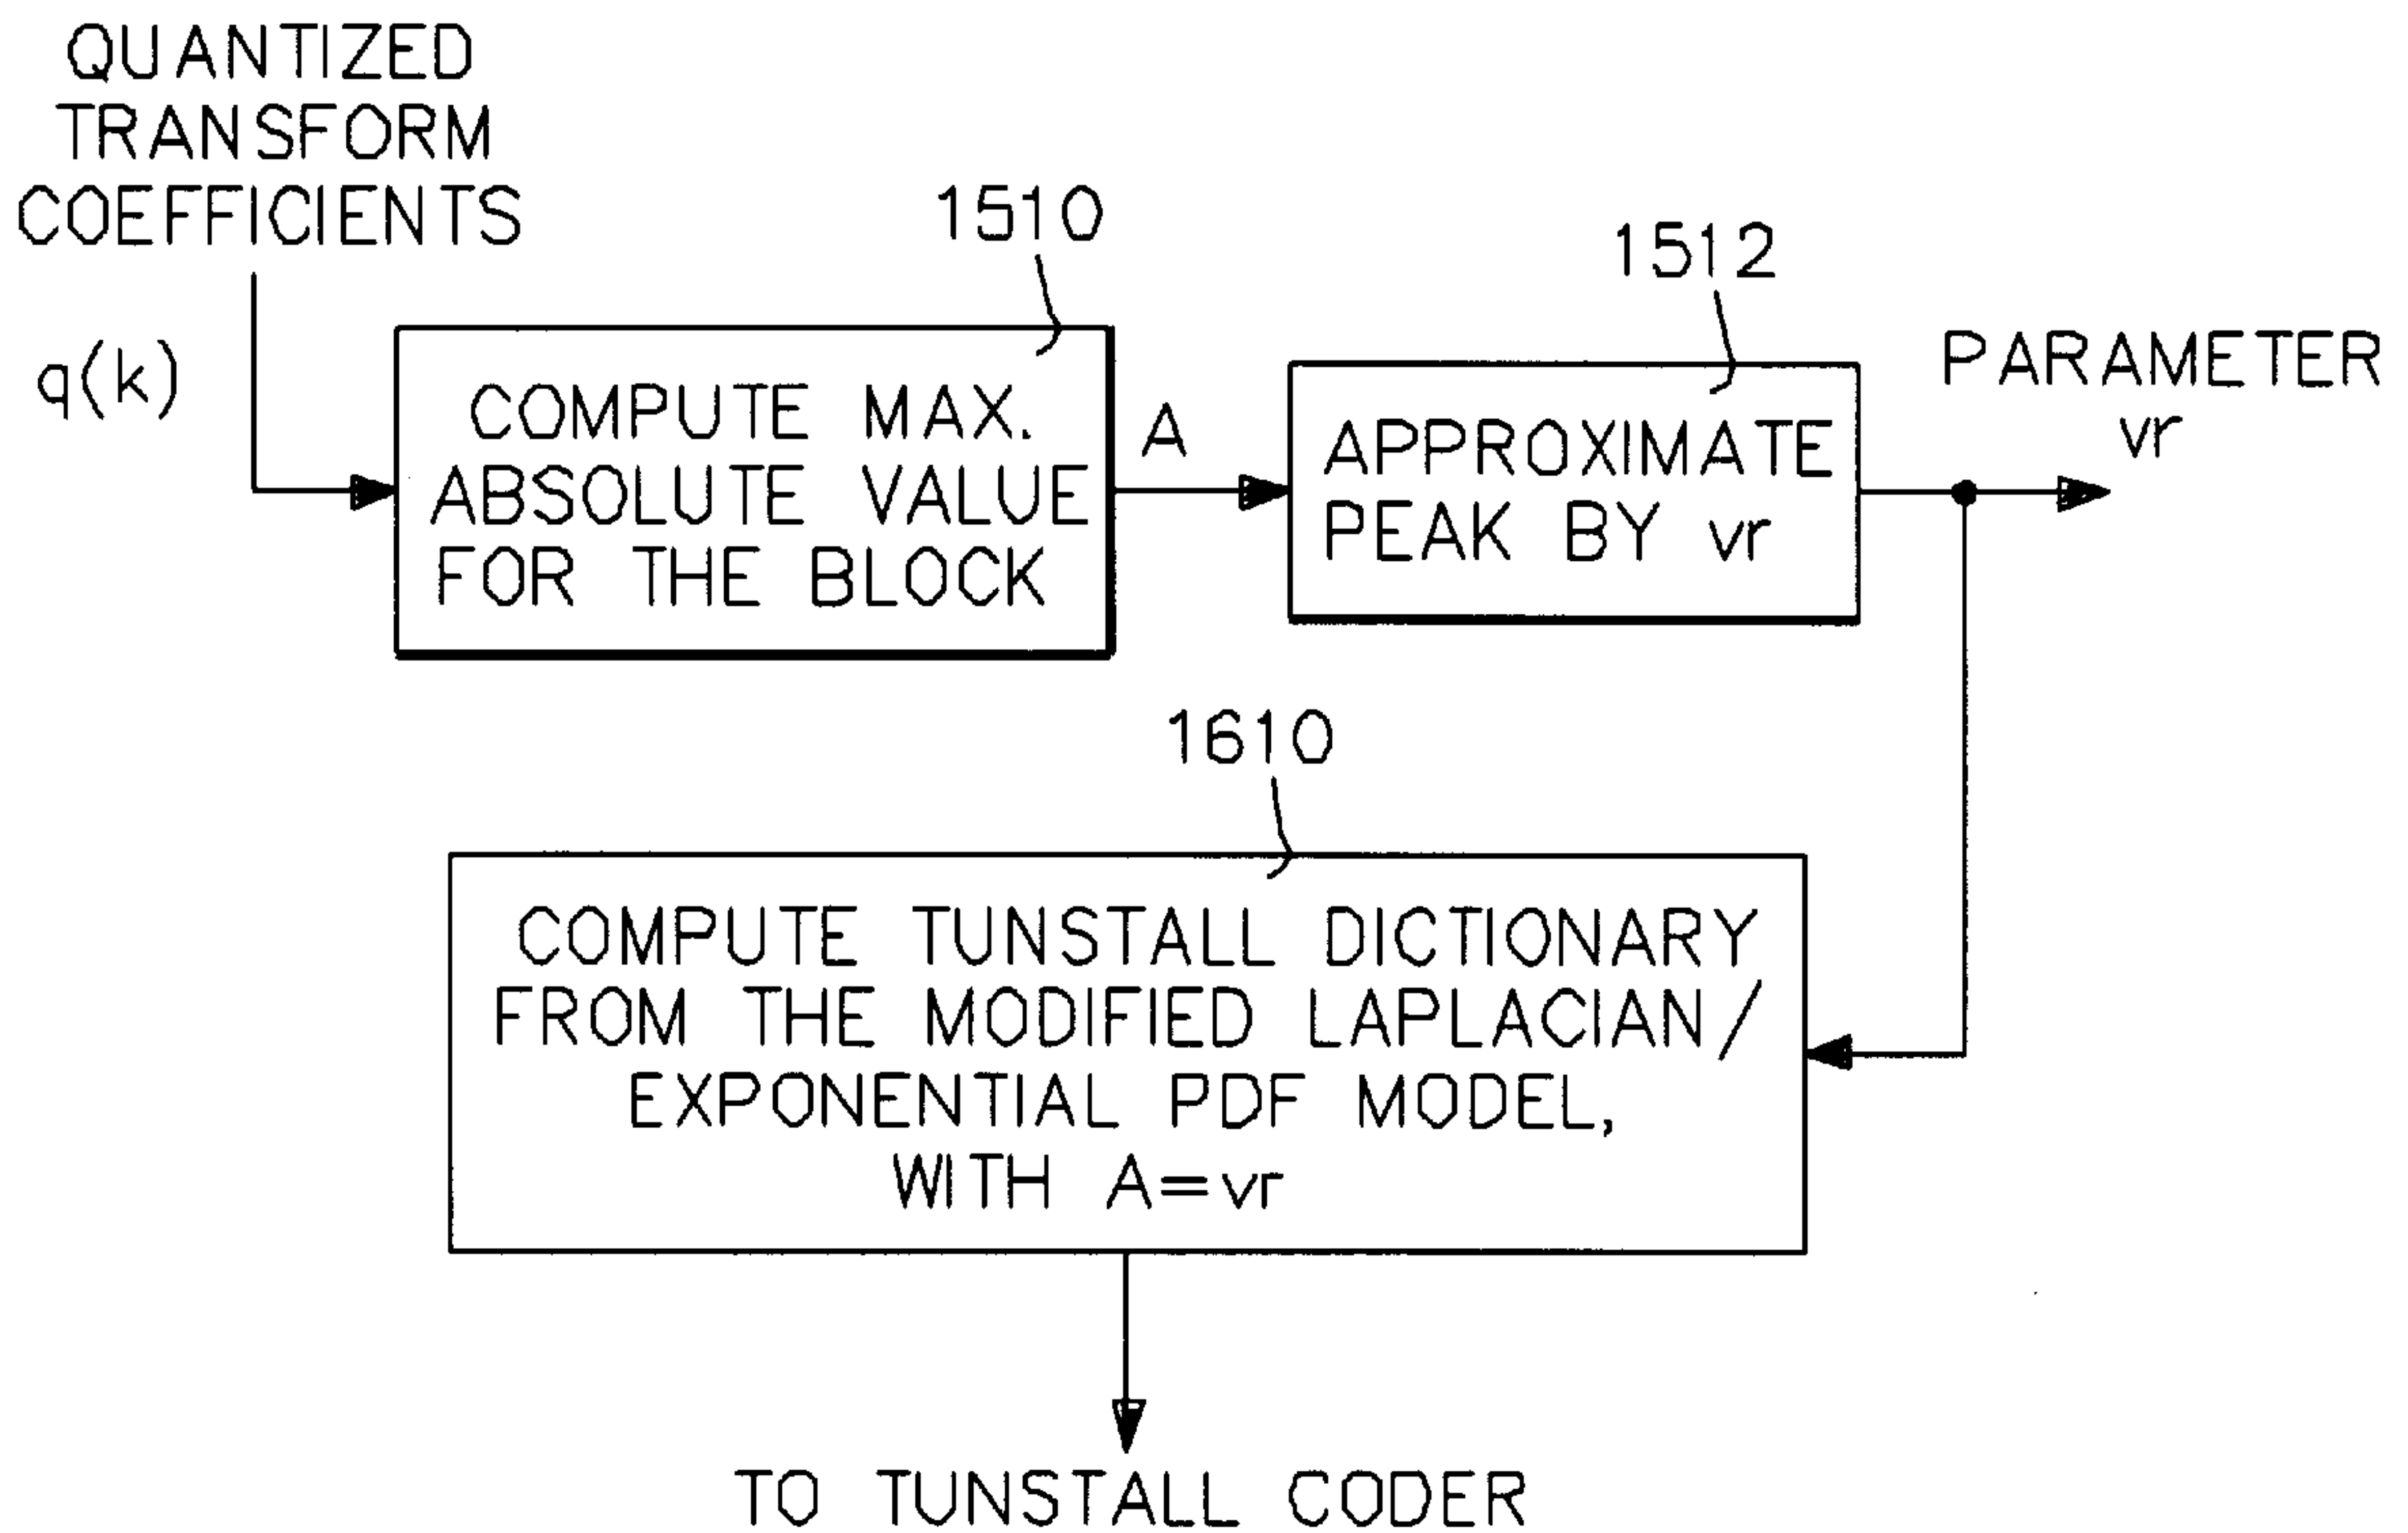 QUANTIZED
TRANSFORM
COEFFICIENTS
q(k)
1510
COMPUTE MAX.
ABSOLUTE VALUE
FOR THE BLOCK
A
1512
APPROXIMATE
PEAK BY vr
PARAMETER
vr
1610
COMPUTE TUNSTALL DICTIONARY
FROM THE MODIFIED LAPLACIAN/
EXPONENTIAL PDF MODEL,
WITH A=vr
TO TUNSTALL CODER